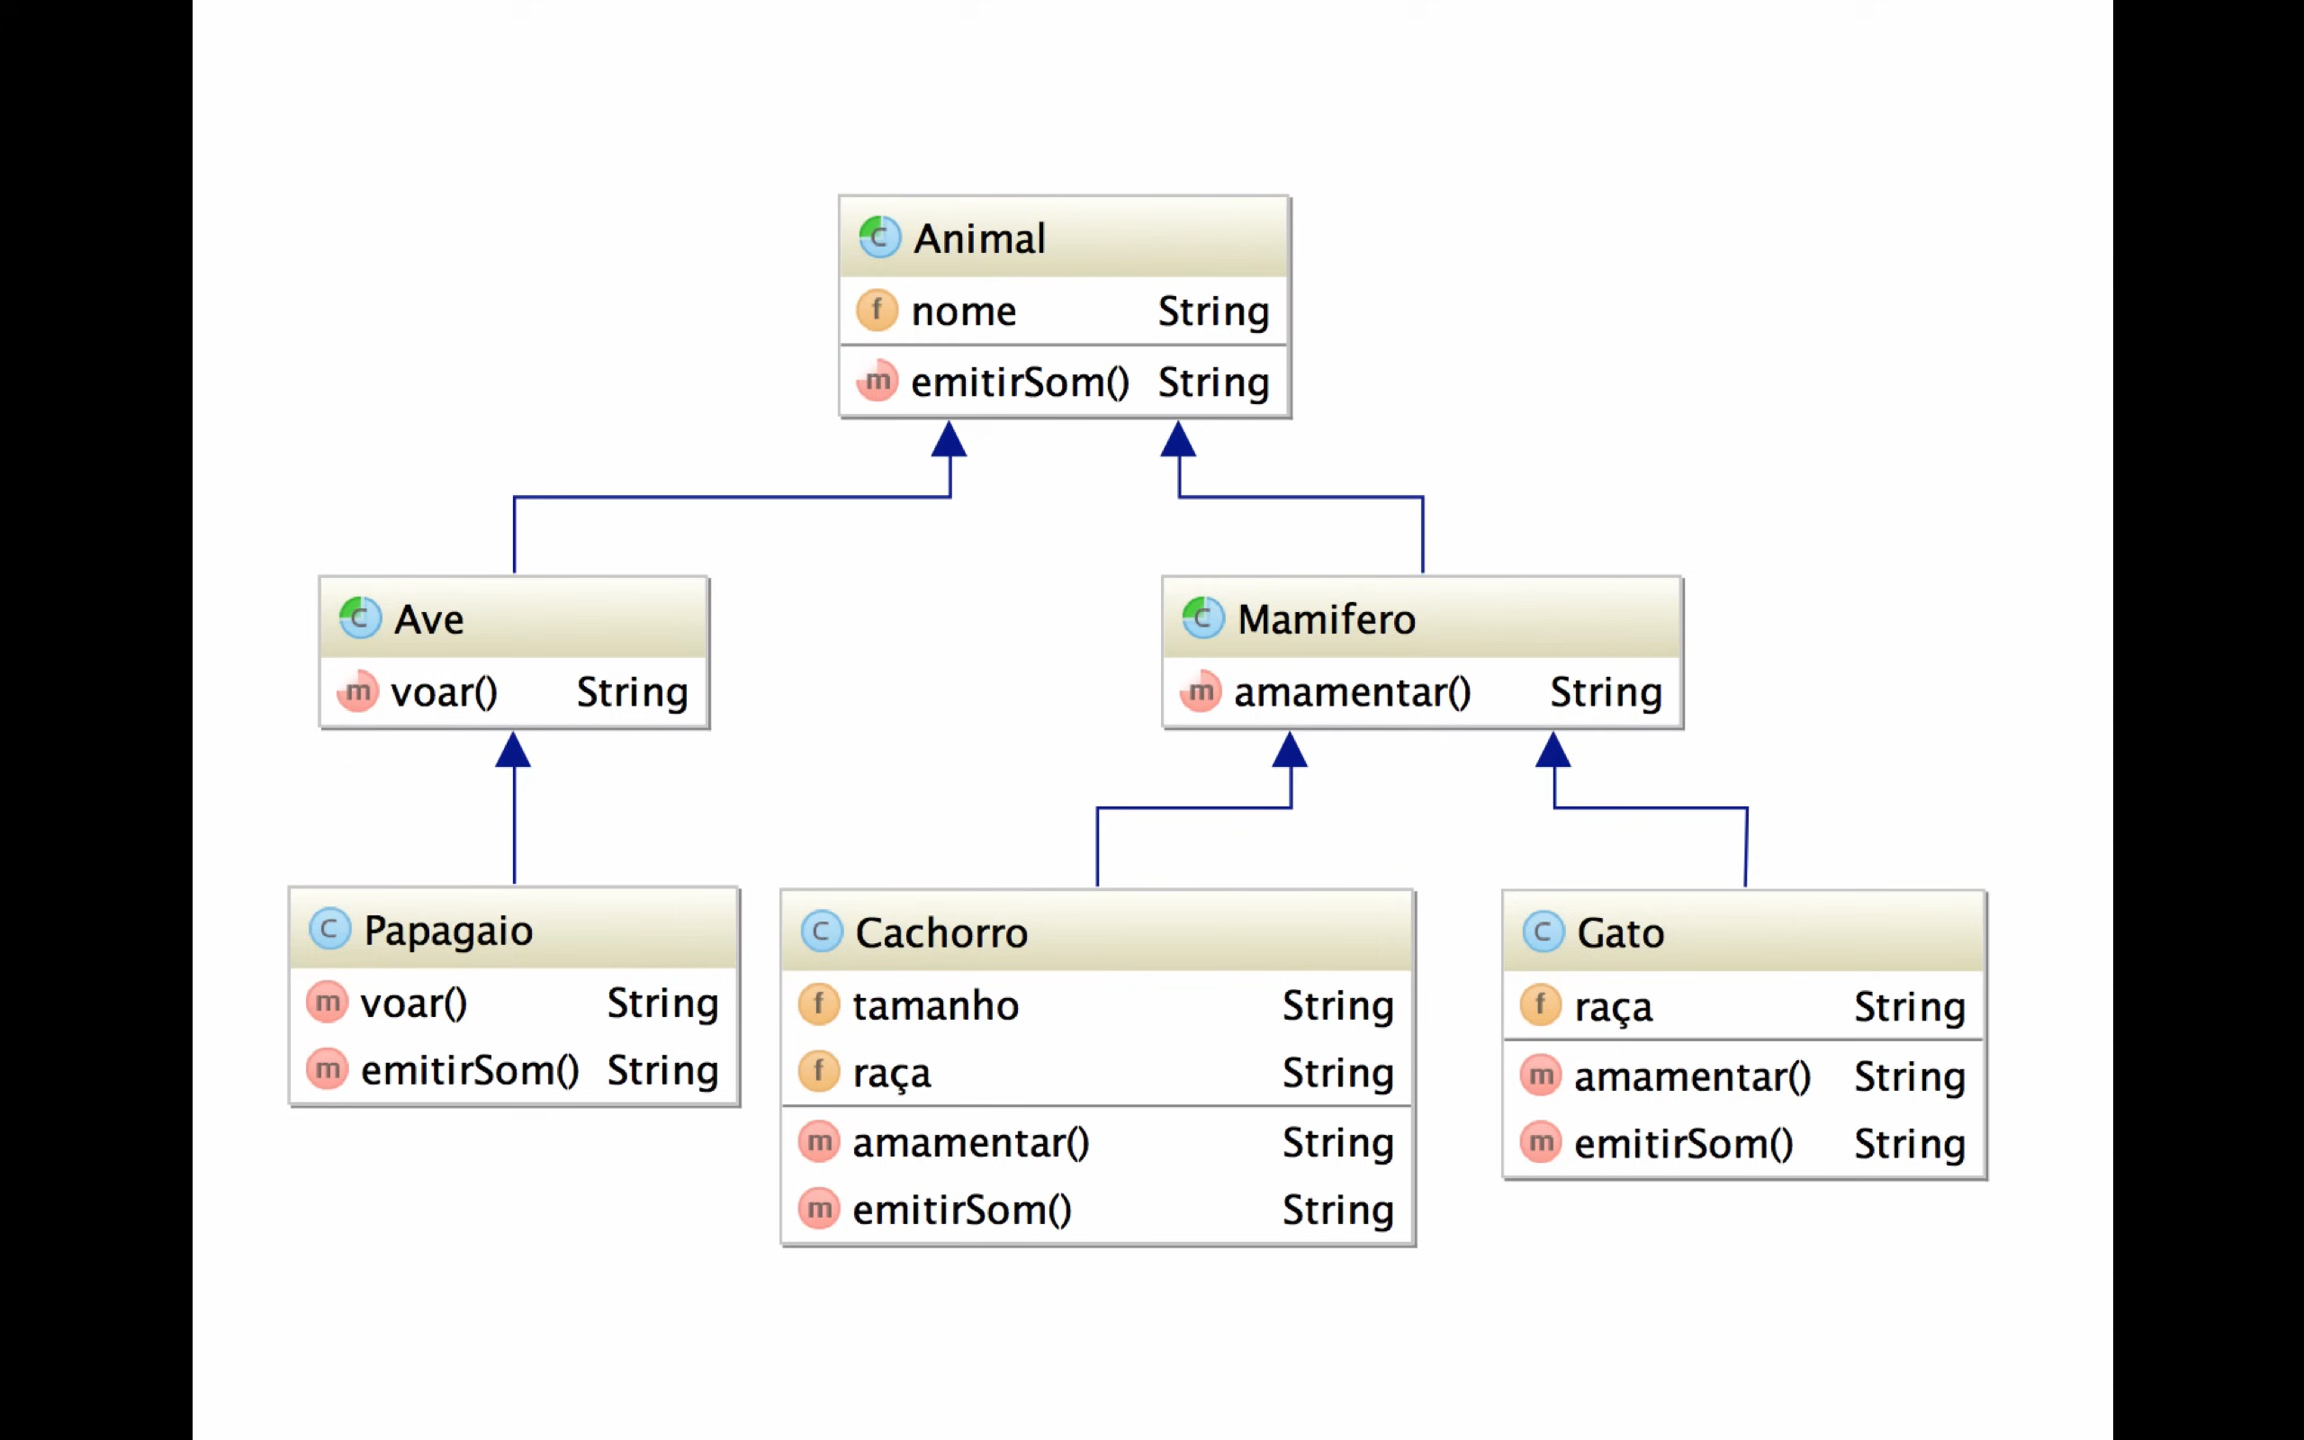 C Animal
f nome String
m emitirSom() String
C Ave
m voar() String
C Mamifero
m amamentar() String
C Papagaio
m voar() String
m emitirSom() String
C Cachorro
f tamanho String
f raça String
m amamentar() String
m emitirSom() String
C Gato
f raça String
m amamentar() String
m emitirSom() String